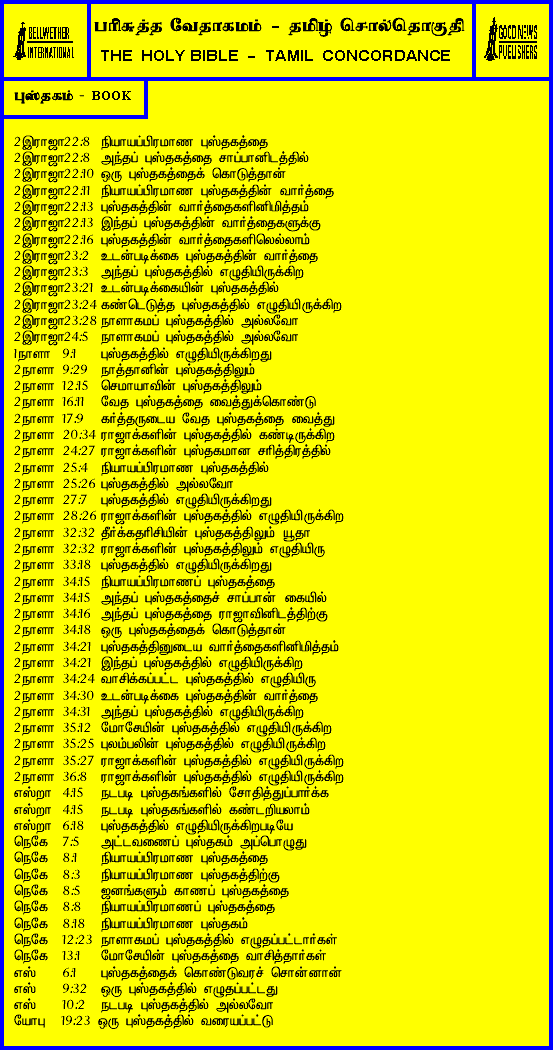 BELLWETHER
INTERNATIONAL
பரிசுத்த வேதாகமம் - தமிழ் சொல்தொகுதி
THE HOLY BIBLE - TAMIL CONCORDANCE
GOOD NEWS
PUBLISHERS
புஸ்தகம் - BOOK
2இராஜா22:8 நியாயப்பிரமாண புஸ்தகத்தை
2இராஜா22:8 அந்தப் புஸ்தகத்தை சாப்பானிடத்தில்
2இராஜா22:10 ஒரு புஸ்தகத்தைக் கொடுத்தான்
2இராஜா22:11 நியாயப்பிரமாண புஸ்தகத்தின் வார்த்தை
2இராஜா22:13 புஸ்தகத்தின் வார்த்தைகளினிமித்தம்
2இராஜா22:13 இந்தப் புஸ்தகத்தின் வார்த்தைகளுக்கு
2இராஜா22:16 புஸ்தகத்தின் வார்த்தைகளிலெல்லாம்
2இராஜா23:2 உடன்படிக்கை புஸ்தகத்தின் வார்த்தை
2இராஜா23:3 அந்தப் புஸ்தகத்தில் எழுதியிருக்கிற
2இராஜா23:21 உடன்படிக்கையின் புஸ்தகத்தில்
2இராஜா23:24 கண்டெடுத்த புஸ்தகத்தில் எழுதியிருக்கிற
2இராஜா23:28 நாளாகமப் புஸ்தகத்தில் அல்லவோ
2இராஜா24:5 நாளாகமப் புஸ்தகத்தில் அல்லவோ
1நாளா 9:1 புஸ்தகத்தில் எழுதியிருக்கிறது
2நாளா 9:29 நாத்தானின் புஸ்தகத்திலும்
2நாளா 12:15 செமாயாவின் புஸ்தகத்திலும்
2நாளா 16:11 வேத புஸ்தகத்தை வைத்துக்கொண்டு
2நாளா 17:9 கர்த்தருடைய வேத புஸ்தகத்தை வைத்து
2நாளா 20:34 ராஜாக்களின் புஸ்தகத்தில் கண்டிருக்கிற
2நாளா 24:27 ராஜாக்களின் புஸ்தகமான சரித்திரத்தில்
2நாளா 25:4 நியாயப்பிரமாண புஸ்தகத்தில்
2நாளா 25:26 புஸ்தகத்தில் அல்லவோ
2நாளா 27:7 புஸ்தகத்தில் எழுதியிருக்கிறது
2நாளா 28:26 ராஜாக்களின் புஸ்தகத்தில் எழுதியிருக்கிற
2நாளா 32:32 தீர்க்கதரிசியின் புஸ்தகத்திலும் யூதா
2நாளா 32:32 ராஜாக்களின் புஸ்தகத்திலும் எழுதியிரு
2நாளா 33:18 புஸ்தகத்தில் எழுதியிருக்கிறது
2நாளா 34:15 நியாயப்பிரமாணப் புஸ்தகத்தை
2நாளா 34:15 அந்தப் புஸ்தகத்தைச் சாப்பான் கையில்
2நாளா 34:16 அந்தப் புஸ்தகத்தை ராஜாவினிடத்திற்கு
2நாளா 34:18 ஒரு புஸ்தகத்தைக் கொடுத்தான்
2நாளா 34:21 புஸ்தகத்தினுடைய வார்த்தைகளினிமித்தம்
2நாளா 34:21 இந்தப் புஸ்தகத்தில் எழுதியிருக்கிற
2நாளா 34:24 வாசிக்கப்பட்ட புஸ்தகத்தில் எழுதியிரு
2நாளா 34:30 உடன்படிக்கை புஸ்தகத்தின் வார்த்தை
2நாளா 34:31 அந்தப் புஸ்தகத்தில் எழுதியிருக்கிற
2நாளா 35:12 மோசேயின் புஸ்தகத்தில் எழுதியிருக்கிற
2நாளா 35:25 புலம்பலின் புஸ்தகத்தில் எழுதியிருக்கிற
2நாளா 35:27 ராஜாக்களின் புஸ்தகத்தில் எழுதியிருக்கிற
2நாளா 36:8 ராஜாக்களின் புஸ்தகத்தில் எழுதியிருக்கிற
எஸ்றா 4:15 நடபடி புஸ்தகங்களில் சோதித்துப்பார்க்க
எஸ்றா 4:15 நடபடி புஸ்தகங்களில் கண்டறியலாம்
எஸ்றா 6:18 புஸ்தகத்தில் எழுதியிருக்கிறபடியே
நெகே 7:5 அட்டவணைப் புஸ்தகம் அப்பொழுது
நெகே 8:1 நியாயப்பிரமாண புஸ்தகத்தை
நெகே 8:3 நியாயப்பிரமாண புஸ்தகத்திற்கு
நெகே 8:5 ஜனங்களும் காணப் புஸ்தகத்தை
நெகே 8:8 நியாயப்பிரமாணப் புஸ்தகத்தை
நெகே 8:18 நியாயப்பிரமாண புஸ்தகம்
நெகே 12:23 நாளாகமப் புஸ்தகத்தில் எழுதப்பட்டார்கள்
நெகே 13:1 மோசேயின் புஸ்தகத்தை வாசித்தார்கள்
எஸ் 6:1 புஸ்தகத்தைக் கொண்டுவரச் சொன்னான்
எஸ் 9:32 ஒரு புஸ்தகத்தில் எழுதப்பட்டது
எஸ் 10:2 நடபடி புஸ்தகத்தில் அல்லவோ
யோபு 19:23 ஒரு புஸ்தகத்தில் வரையப்பட்டு